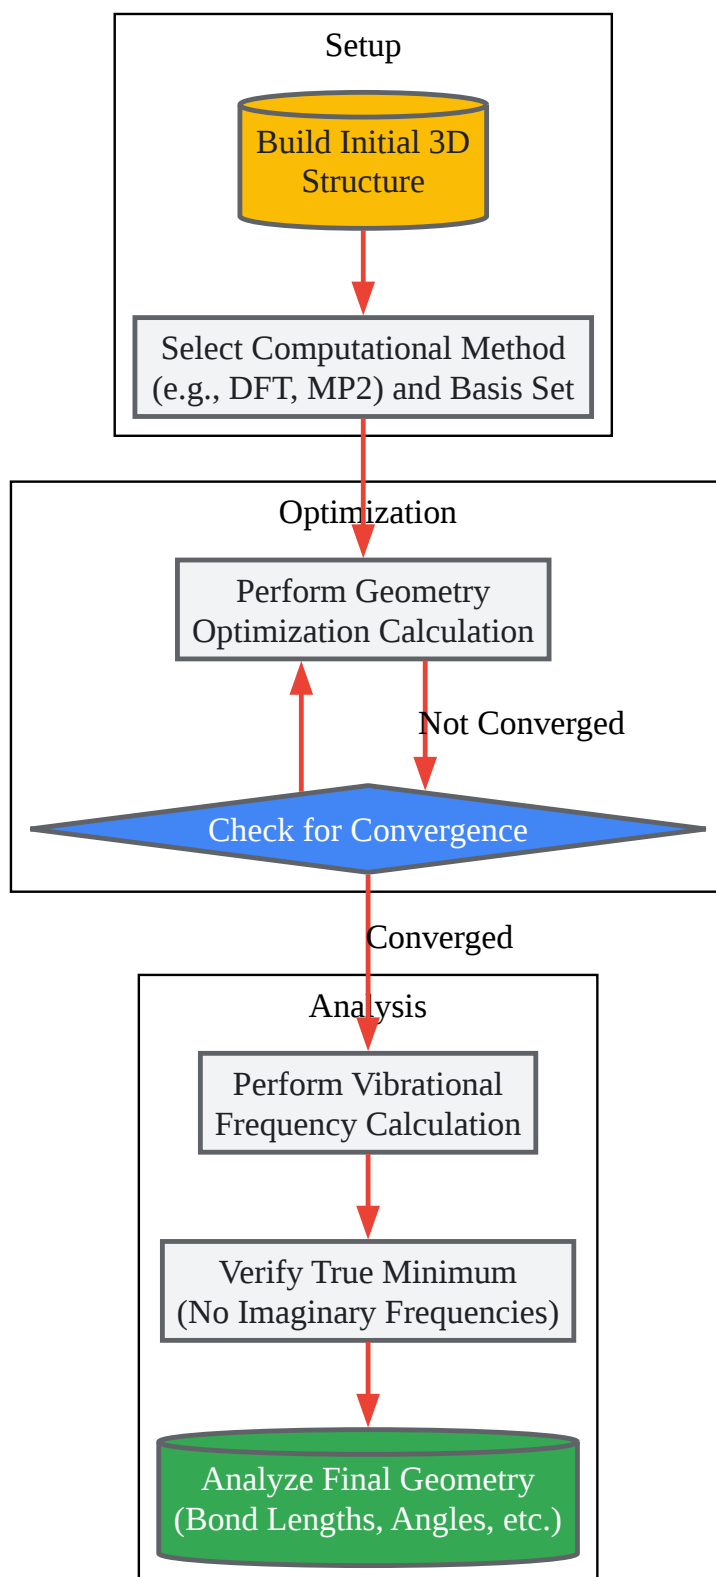 Setup
Build Initial 3D
Structure
Select Computational Method
(e.g., DFT, MP2) and Basis Set
Optimization
Perform Geometry
Optimization Calculation
Not Converged
Check for Convergence
Converged
Analysis
Perform Vibrational
Frequency Calculation
Verify True Minimum
(No Imaginary Frequencies)
Analyze Final Geometry
(Bond Lengths, Angles, etc.)